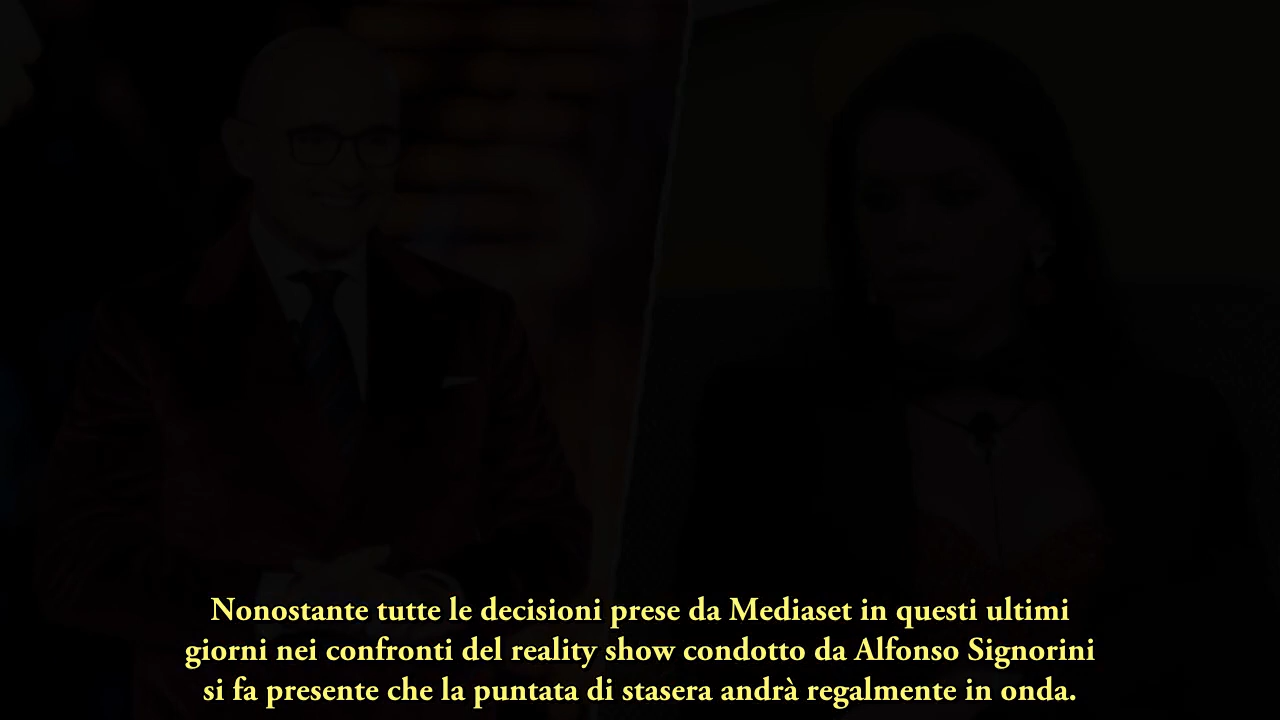 Nonostante tutte le decisioni prese da Mediaset in questi ultimi
giorni nei confronti del reality show condotto da Alfonso Signorini
si fa presente che la puntata di stasera andrà regalmente in onda.